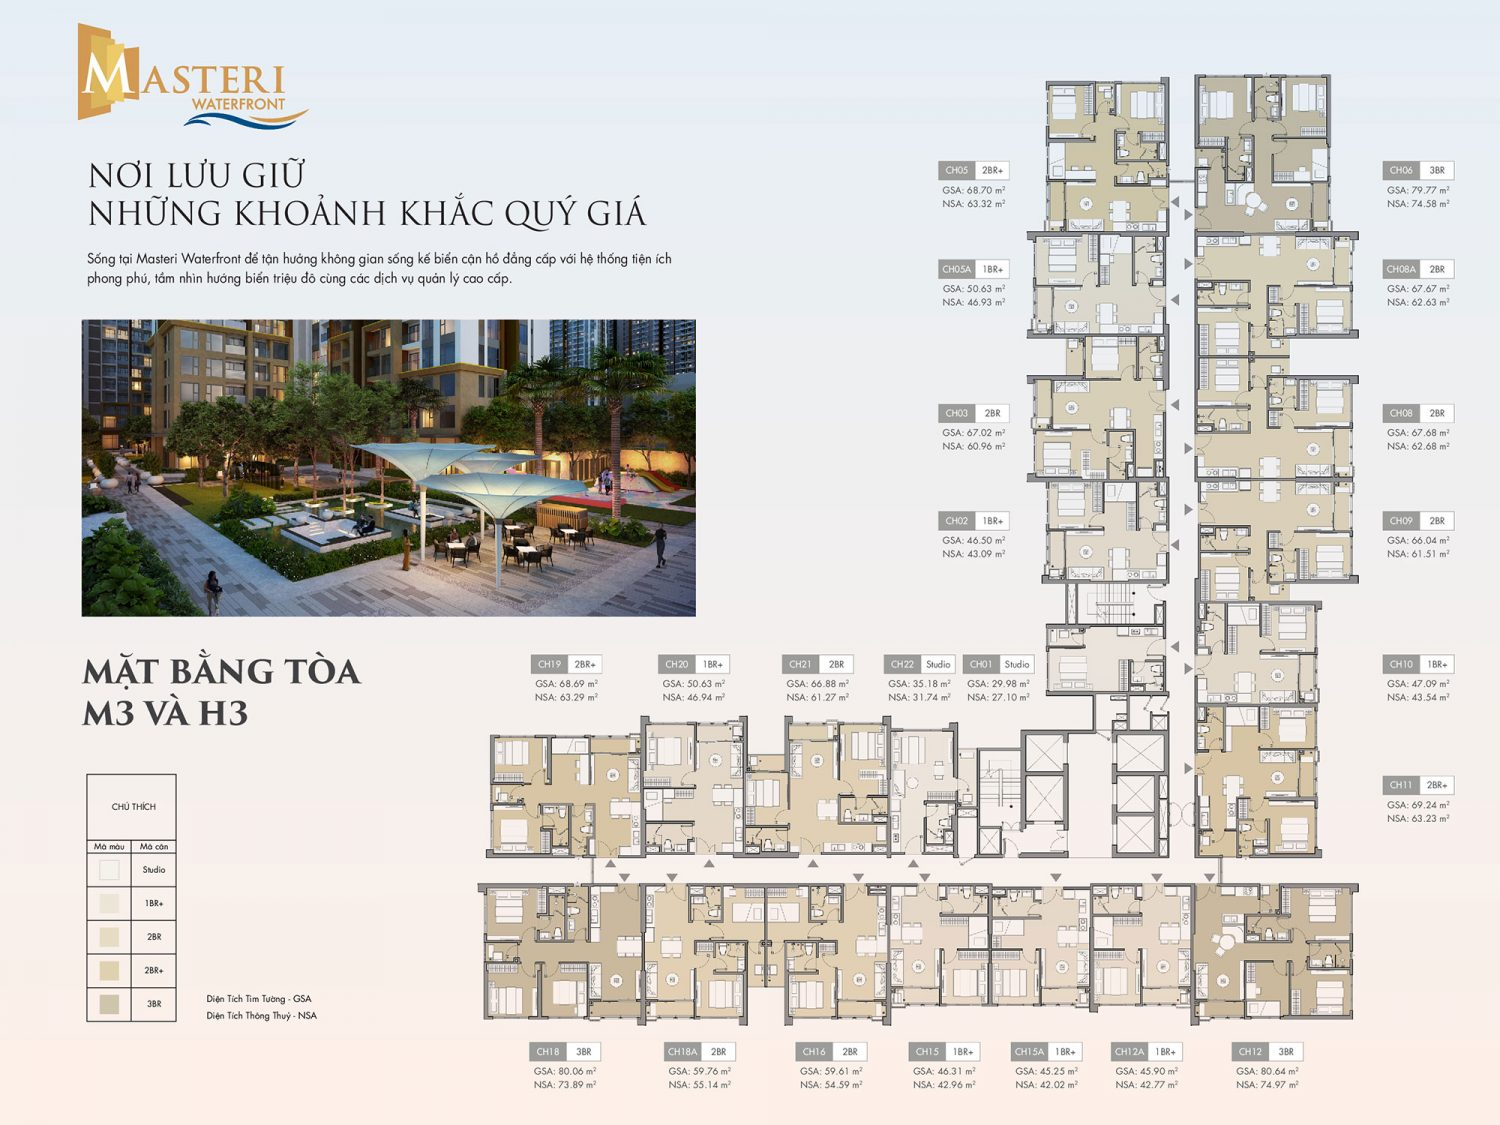 MASTERI
WATERFRONT
NƠI LƯU GIỮ
NHỮNG KHOẢNH KHẮC QUÝ GIÁ
Sống tại Masteri Waterfront để tận hưởng không gian sống kế biển cận hồ đẳng cấp với hệ thống tiện ích
phong phú, tầm nhìn hướng biển triệu đô cùng các dịch vụ quản lý cao cấp.
MẶT BẰNG TÒA
M3 VÀ H3
CHÚ THÍCH
Mã màu Mã căn
Studio
1BR+
2BR
2BR+
3BR
Diện Tích Tim Tường - GSA
Diện Tích Thông Thuỷ - NSA
CH05 2BR+
GSA: 68.70 m²
NSA: 63.32 m²
CH05A 1BR+
GSA: 50.63 m²
NSA: 46.93 m²
CH03 2BR
GSA: 67.02 m²
NSA: 60.96 m²
CH02 1BR+
GSA: 46.50 m²
NSA: 43.09 m²
CH06 3BR
GSA: 79.77 m²
NSA: 74.58 m²
CH08A 2BR
GSA: 67.67 m²
NSA: 62.63 m²
CH08 2BR
GSA: 67.68 m²
NSA: 62.68 m²
CH09 2BR
GSA: 66.04 m²
NSA: 61.51 m²
CH10 1BR+
GSA: 47.09 m²
NSA: 43.54 m²
CH11 2BR+
GSA: 69.24 m²
NSA: 63.23 m²
CH19 2BR+
GSA: 68.69 m²
NSA: 63.29 m²
CH20 1BR+
GSA: 50.63 m²
NSA: 46.94 m²
CH21 2BR
GSA: 66.88 m²
NSA: 61.27 m²
CH22 Studio
GSA: 35.18 m²
NSA: 31.74 m²
CH01 Studio
GSA: 29.98 m²
NSA: 27.10 m²
CH18 3BR
GSA: 80.06 m²
NSA: 73.89 m²
CH18A 2BR
GSA: 59.76 m²
NSA: 55.14 m²
CH16 2BR
GSA: 59.61 m²
NSA: 54.59 m²
CH15 1BR+
GSA: 46.31 m²
NSA: 42.96 m²
CH15A 1BR+
GSA: 45.25 m²
NSA: 42.02 m²
CH12A 1BR+
GSA: 45.90 m²
NSA: 42.77 m²
CH12 3BR
GSA: 80.64 m²
NSA: 74.97 m²